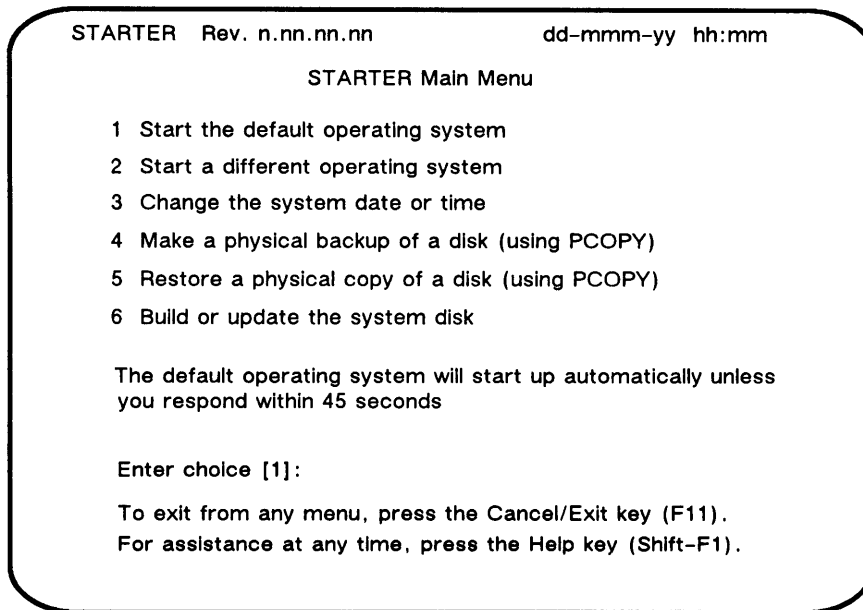 STARTER Rev. n.nn.nn.nn dd-mmm-yy hh:mm
STARTER Main Menu
1 Start the default operating system
2 Start a different operating system
3 Change the system date or time
4 Make a physical backup of a disk (using PCOPY)
5 Restore a physical copy of a disk (using PCOPY)
6 Build or update the system disk
The default operating system will start up automatically unless
you respond within 45 seconds
Enter choice [1]:
To exit from any menu, press the Cancel/Exit key (F11).
For assistance at any time, press the Help key (Shift-F1).